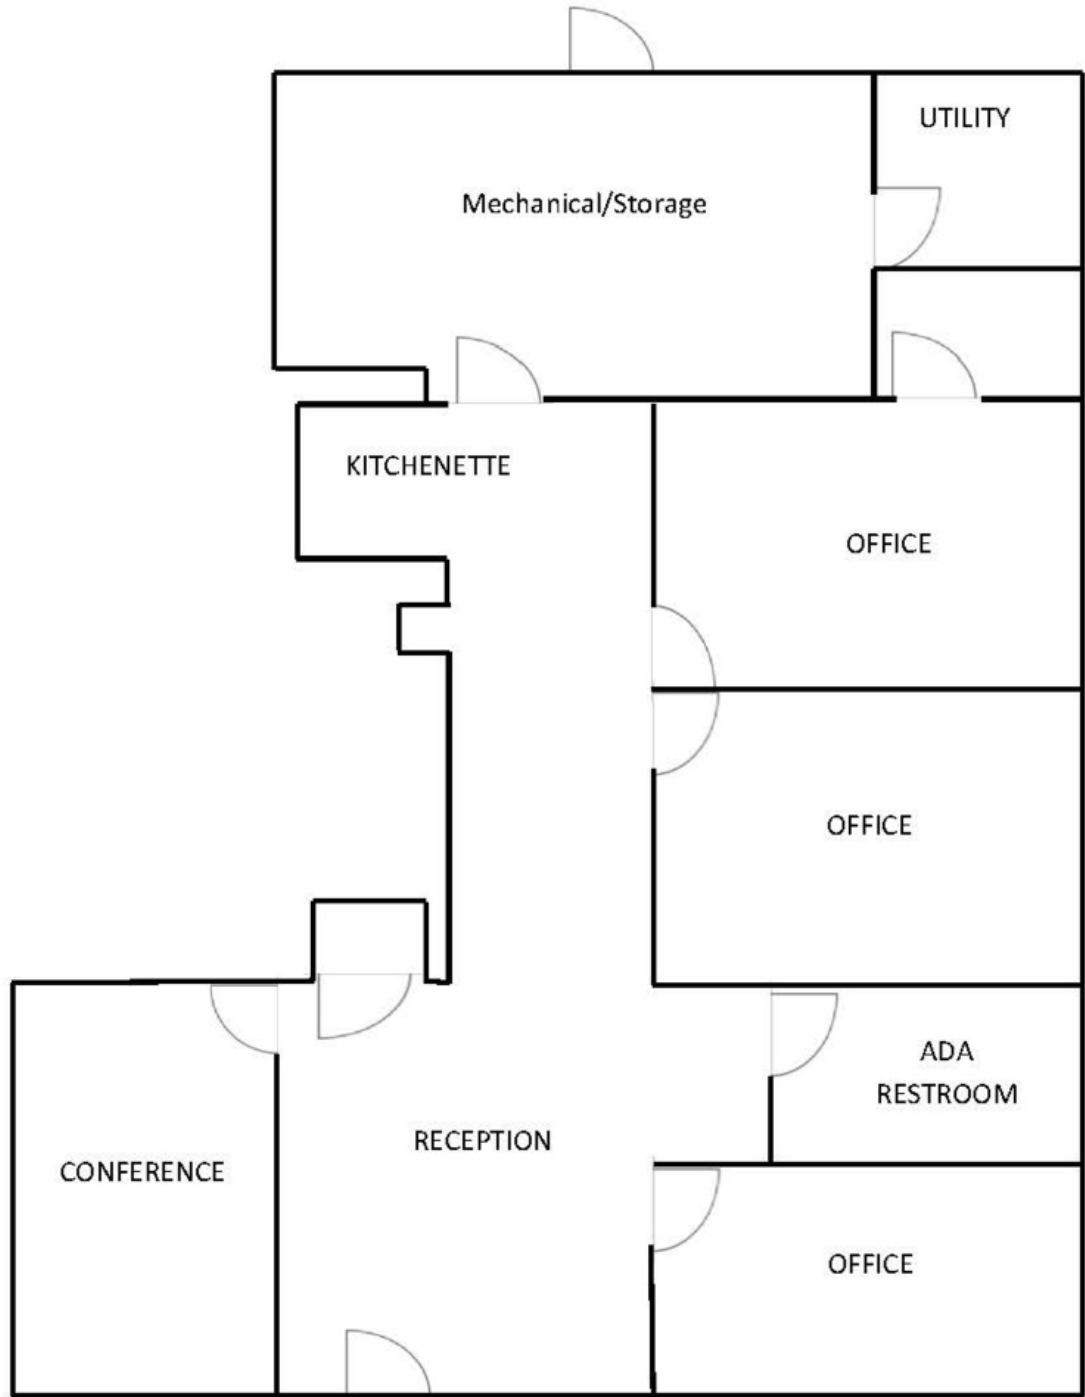 UTILITY
Mechanical/Storage
KITCHENETTE
OFFICE
OFFICE
ADA
RESTROOM
RECEPTION
CONFERENCE
OFFICE